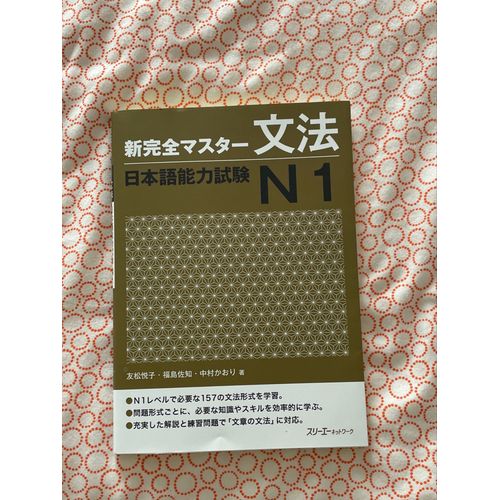 新完全マスター 文法
日本語能力試験 N1
友松悦子・福島佐知・中村かおり 著
●N1レベルで必要な157の文法形式を学習。
●問題形式ごとに、必要な知識やスキルを効率的に学ぶ。
●充実した解説と練習問題で「文章の文法」に対応。
スリーエーネットワーク